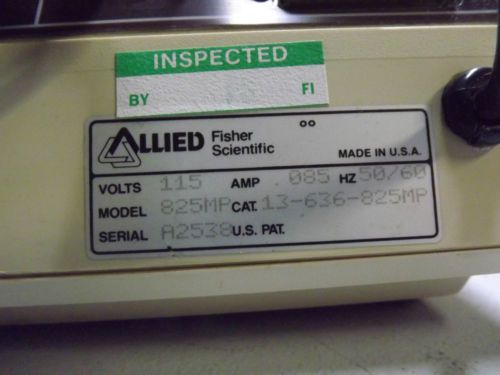 INSPECTED
BY FI
ALLIED Fisher
Scientific
MADE IN U.S.A.
VOLTS 115 AMP .085 HZ 50/60
MODEL 825MP CAT. 13-636-825MP
SERIAL A2538 U.S. PAT.